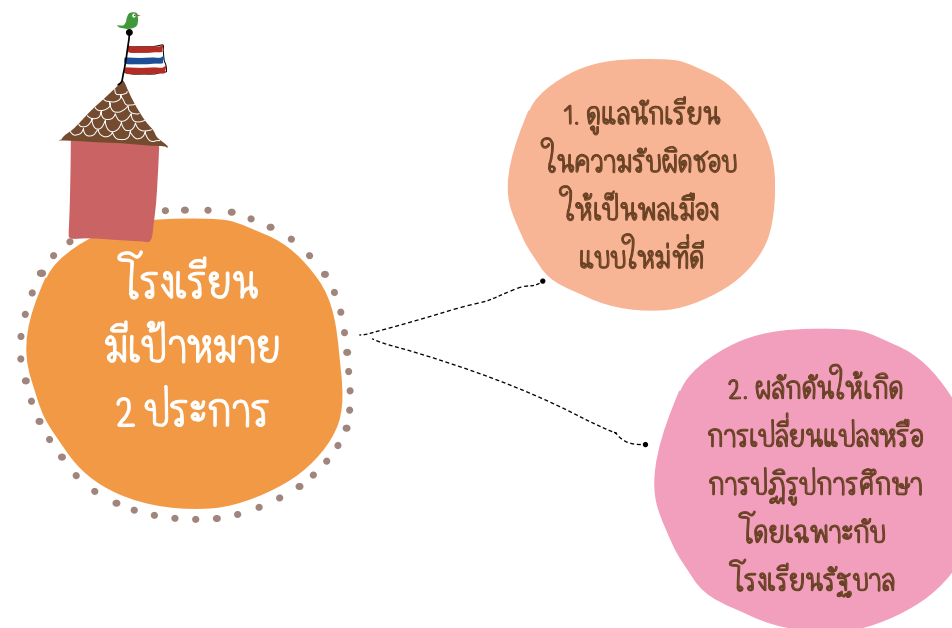 โรงเรียน
มีเป้าหมาย
2 ประการ
1. ดูแลนักเรียน
ในความรับผิดชอบ
ให้เป็นพลเมือง
แบบใหม่ที่ดี
2. ผลักดันให้เกิด
การเปลี่ยนแปลงหรือ
การปฏิรูปการศึกษา
โดยเฉพาะกับ
โรงเรียนรัฐบาล